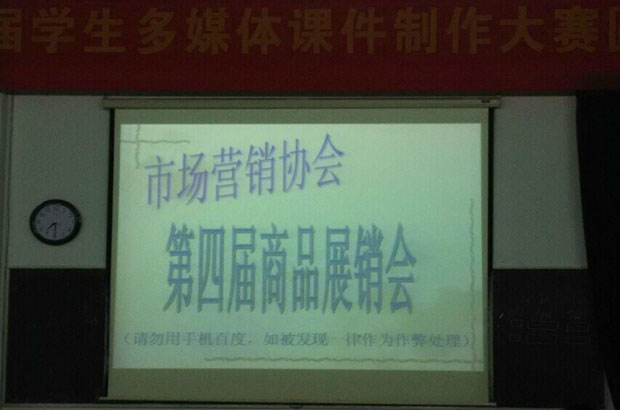 届学生多媒体课件制作大赛
市场营销协会
第四届商品展销会
（请勿用手机百度，如被发现一律作为作弊处理）